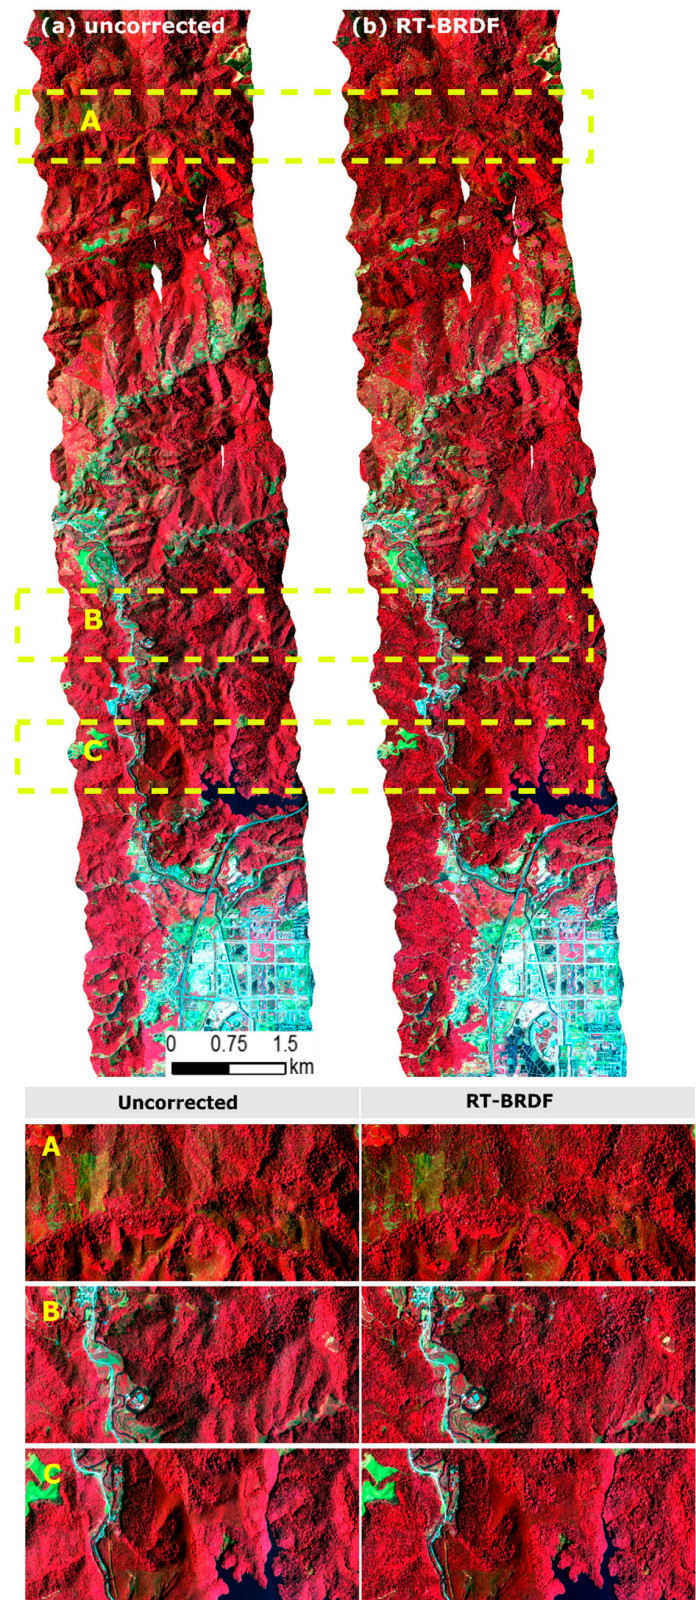 (a) uncorrected
(b) RT-BRDF
A
B
C
0 0.75 1.5
km
Uncorrected
RT-BRDF
A
B
C